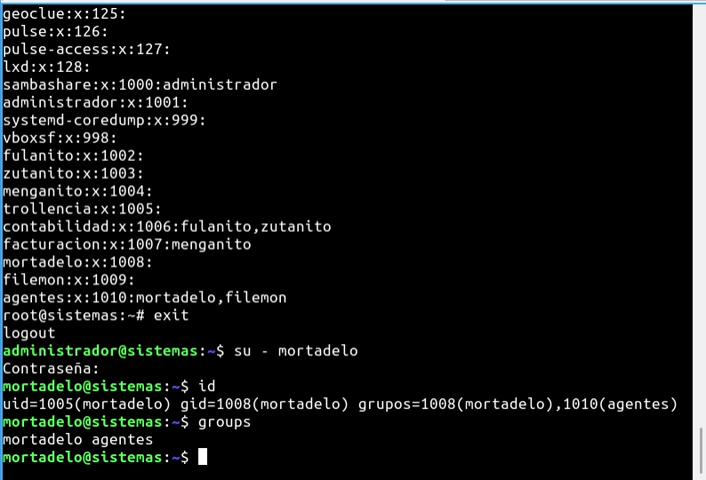 geoclue:x:125:
pulse:x:126:
pulse-access:x:127:
lxd:x:128:
sambashare:x:1000:administrador
administrador:x:1001:
systemd-coredump:x:999:
vboxsf:x:998:
fulanito:x:1002:
zutanito:x:1003:
menganito:x:1004:
trollencia:x:1005:
contabilidad:x:1006:fulanito,zutanito
facturacion:x:1007:menganito
mortadelo:x:1008:
filemon:x:1009:
agentes:x:1010:mortadelo,filemon
root@sistemas:~# exit
logout
administrador@sistemas:~$ su - mortadelo
Contraseña:
mortadelo@sistemas:~$ id
uid=1005(mortadelo) gid=1008(mortadelo) grupos=1008(mortadelo),1010(agentes)
mortadelo@sistemas:~$ groups
mortadelo agentes
mortadelo@sistemas:~$